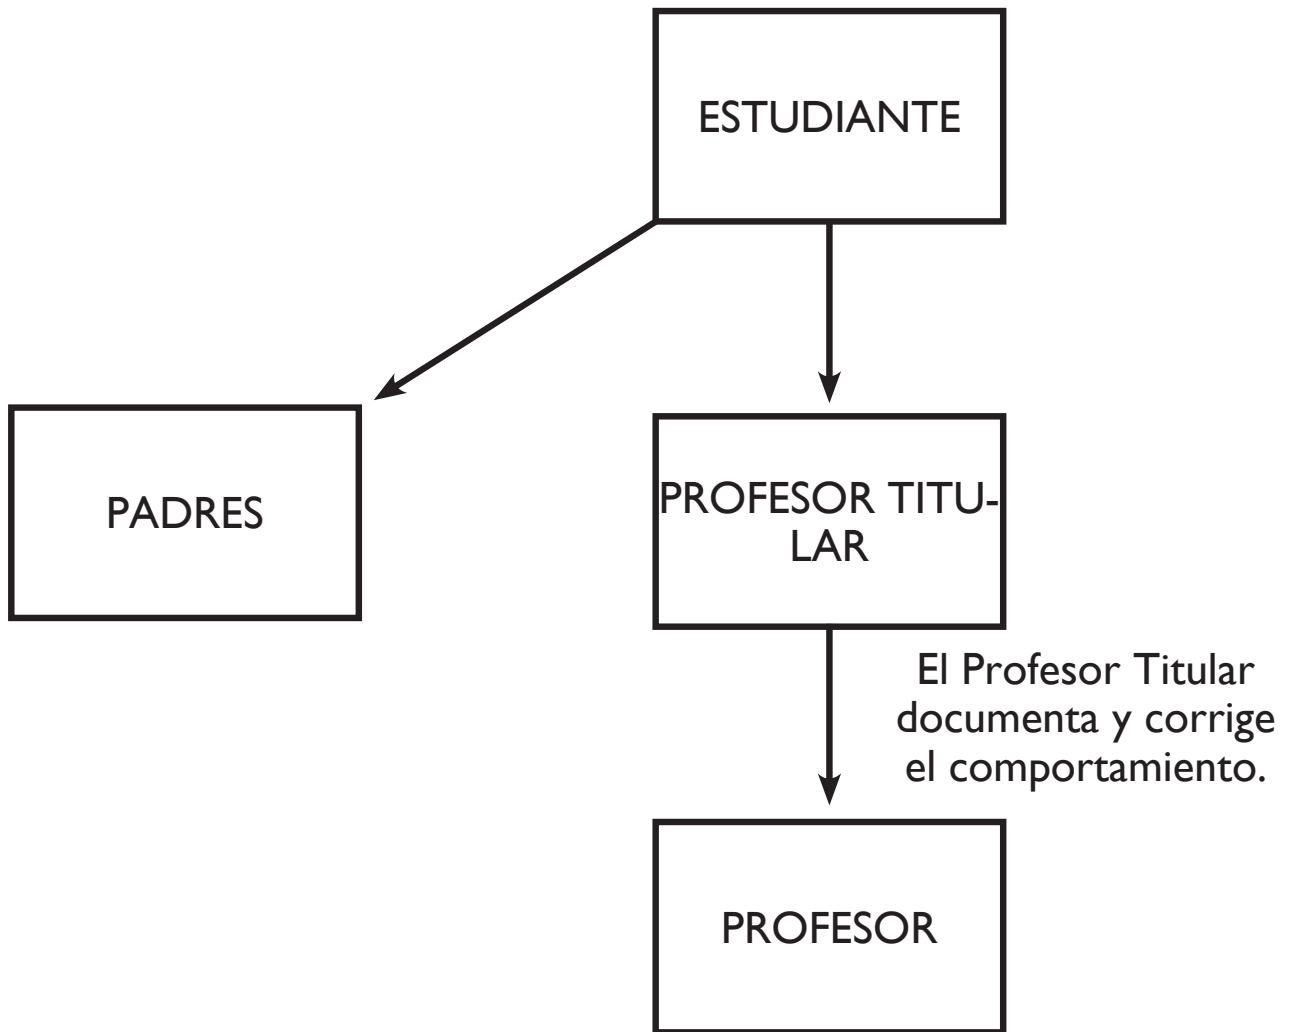 ESTUDIANTE
PADRES
PROFESOR TITU-
LAR
El Profesor Titular
documenta y corrige
el comportamiento.
PROFESOR